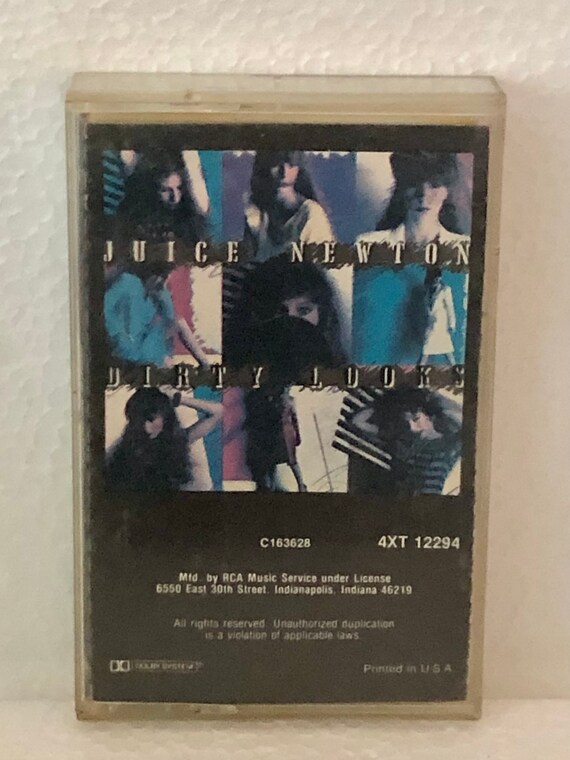 JUICE NEWTON
DIRTY LOOKS
C163628 4XT 12294
Mfd. by RCA Music Service under License
6550 East 30th Street, Indianapolis, Indiana 46219
All rights reserved. Unauthorized duplication
is a violation of applicable laws.
DOLBY SYSTEM Printed in U.S.A.